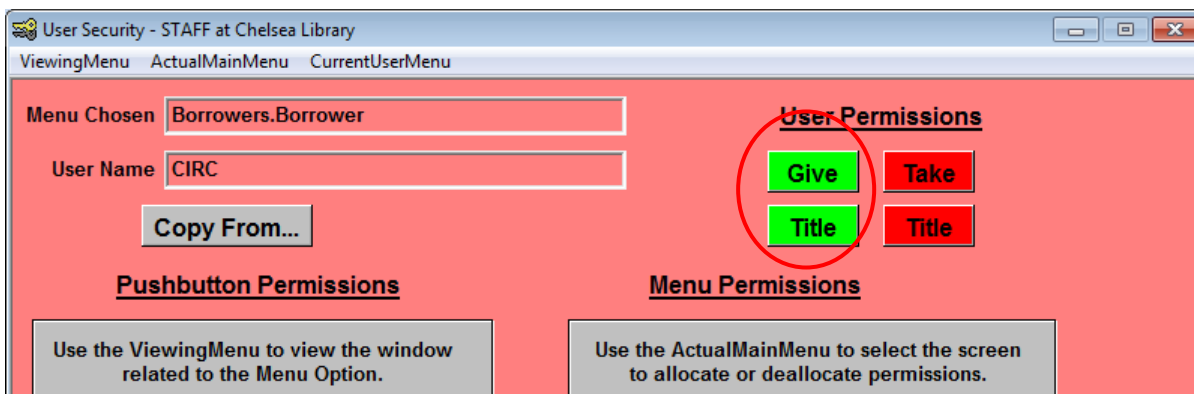 User Security - STAFF at Chelsea Library
ViewingMenu ActualMainMenu CurrentUserMenu
Menu Chosen Borrowers.Borrower
User Permissions
User Name CIRC
Give Take
Copy From...
Title Title
Pushbutton Permissions
Menu Permissions
Use the ViewingMenu to view the window
related to the Menu Option.
Use the ActualMainMenu to select the screen
to allocate or deallocate permissions.